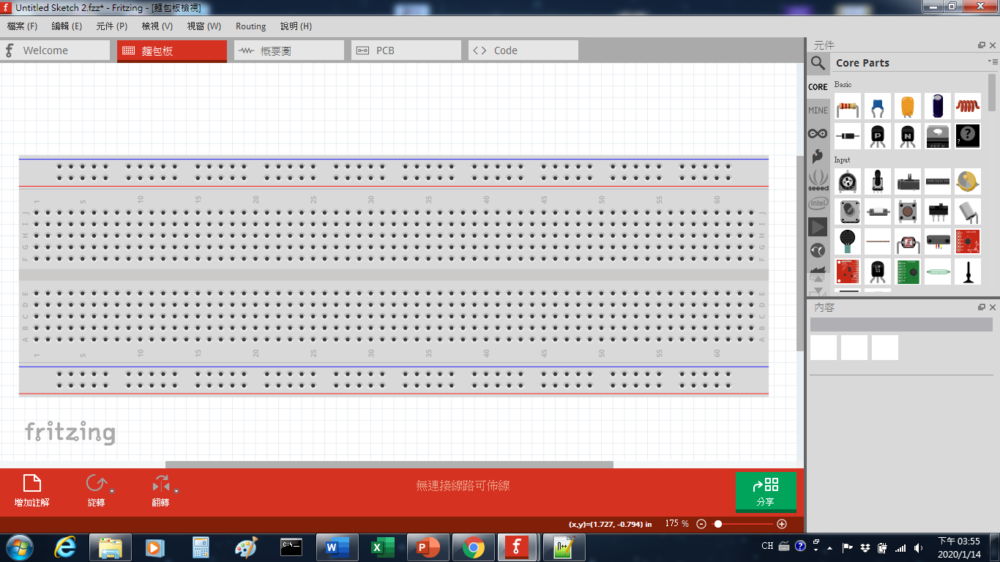 Untitled Sketch 2.fzz* - Fritzing - [麵包板檢視]
檔案 (F) 編輯 (E) 元件 (P) 檢視 (V) 視窗 (W) Routing 說明 (H)
Welcome 麵包板 概要圖 PCB Code
元件
Core Parts
CORE
MINE
seeed
intel
Basic
P N
FET P
?
Input
LM 35
1 5 10 15 20 25 30 35 40 45 50 55 60
J J
I I
H H
G G
F F
E E
D D
C C
B B
A A
1 5 10 15 20 25 30 35 40 45 50 55 60
fritzing
內容
增加註解 旋轉 翻轉
無連接線路可佈線
分享
(x,y)=(1.727, -0.794) in 175 %
CH
下午 03:55
2020/1/14